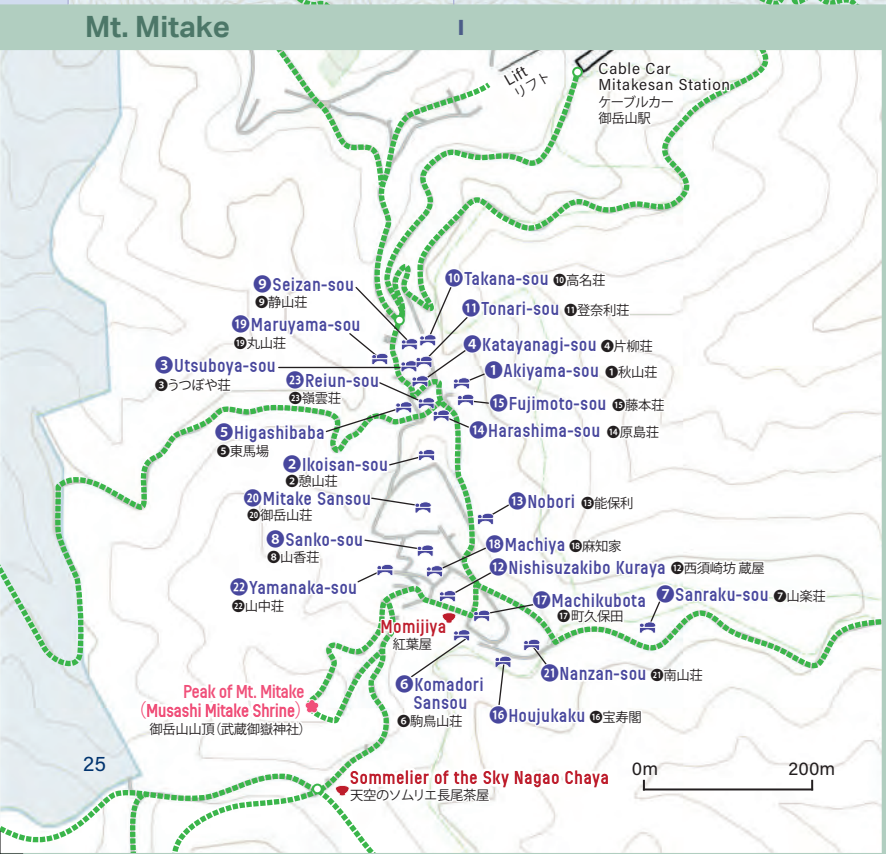 Mt. Mitake
I
Lift
リフト
Cable Car
Mitakesan Station
ケーブルカー
御岳山駅
9 Seizan-sou
9 静山荘
10 Takana-sou 10 高名荘
11 Tonari-sou 11 登奈利荘
19 Maruyama-sou
19 丸山荘
4 Katayanagi-sou 4 片柳荘
3 Utsuboya-sou
3 うつぼや荘
1 Akiyama-sou 1 秋山荘
23 Reiun-sou
23 嶺雲荘
15 Fujimoto-sou 15 藤本荘
5 Higashibaba
5 東馬場
14 Harashima-sou 14 原島荘
2 Ikoisan-sou
2 憩山荘
20 Mitake Sansou
20 御岳山荘
13 Nobori 13 能保利
8 Sanko-sou
8 山香荘
18 Machiya 18 麻知家
12 Nishisuzakibo Kuraya 12 西須崎坊 蔵屋
22 Yamanaka-sou
22 山中荘
17 Machikubota
17 町久保田
7 Sanraku-sou 7 山楽荘
Momijiya
紅葉屋
21 Nanzan-sou 21 南山荘
6 Komadori
Sansou
6 駒鳥山荘
16 Houjukaku 16 宝寿閣
Peak of Mt. Mitake
(Musashi Mitake Shrine)
御岳山山頂(武蔵御嶽神社)
25
0m 200m
Sommelier of the Sky Nagao Chaya
天空のソムリエ長尾茶屋